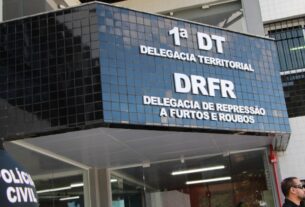 1ª DT
DELEGACIA TERRITORIAL
DRFR
DELEGACIA DE REPRESSÃO
A FURTOS E ROUBOS
POLÍCIA
CIVIL